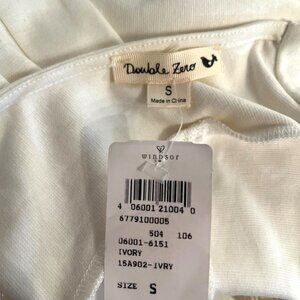 Double Zero
S
Made in China
windsor
4 06001 21004 0
6779100005
504 106
06001-6151
IVORY
15A902-IVRY
SIZE S